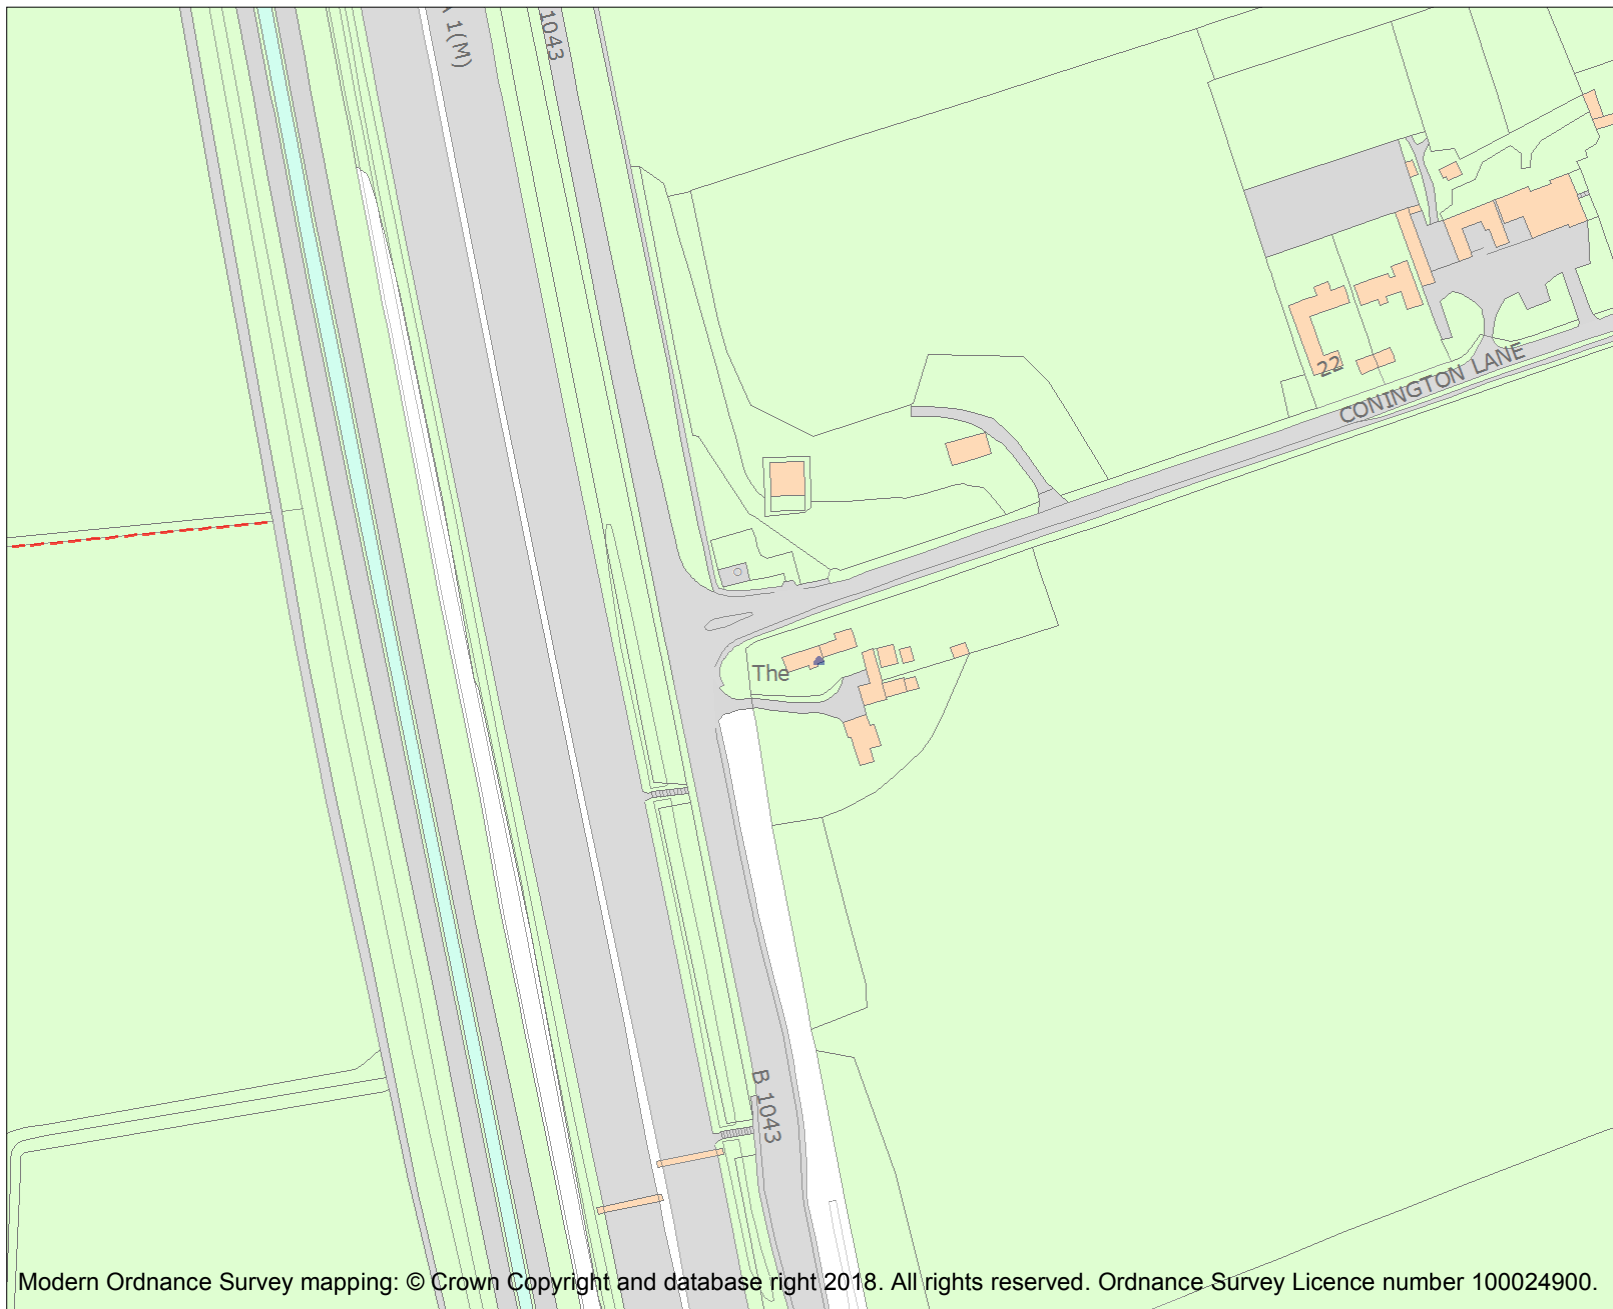 1(M)
1043
22
CONINGTON LANE
The
B 1043
Modern Ordnance Survey mapping: © Crown Copyright and database right 2018. All rights reserved. Ordnance Survey Licence number 100024900.